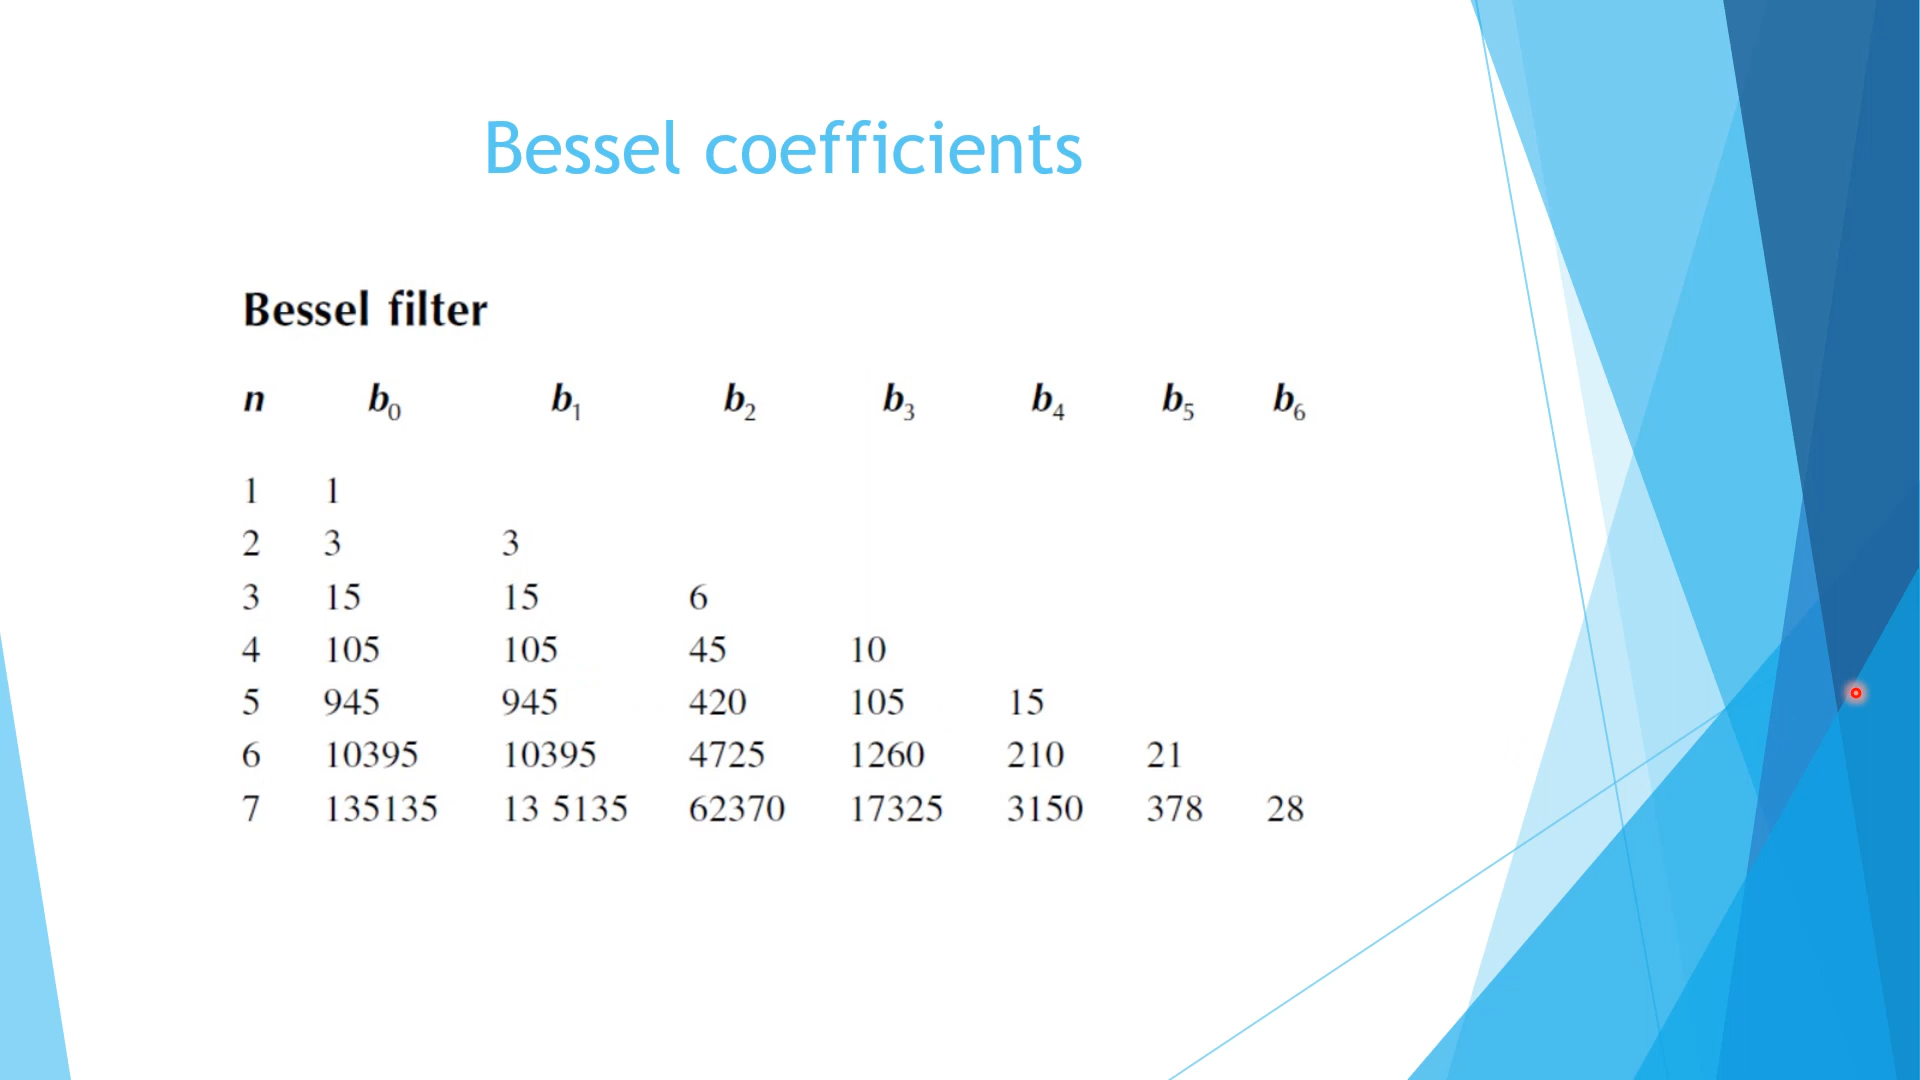 Bessel coefficients
Bessel filter
n b0 b1 b2 b3 b4 b5 b6
1 1
2 3 3
3 15 15 6
4 105 105 45 10
5 945 945 420 105 15
6 10395 10395 4725 1260 210 21
7 135135 13 5135 62370 17325 3150 378 28